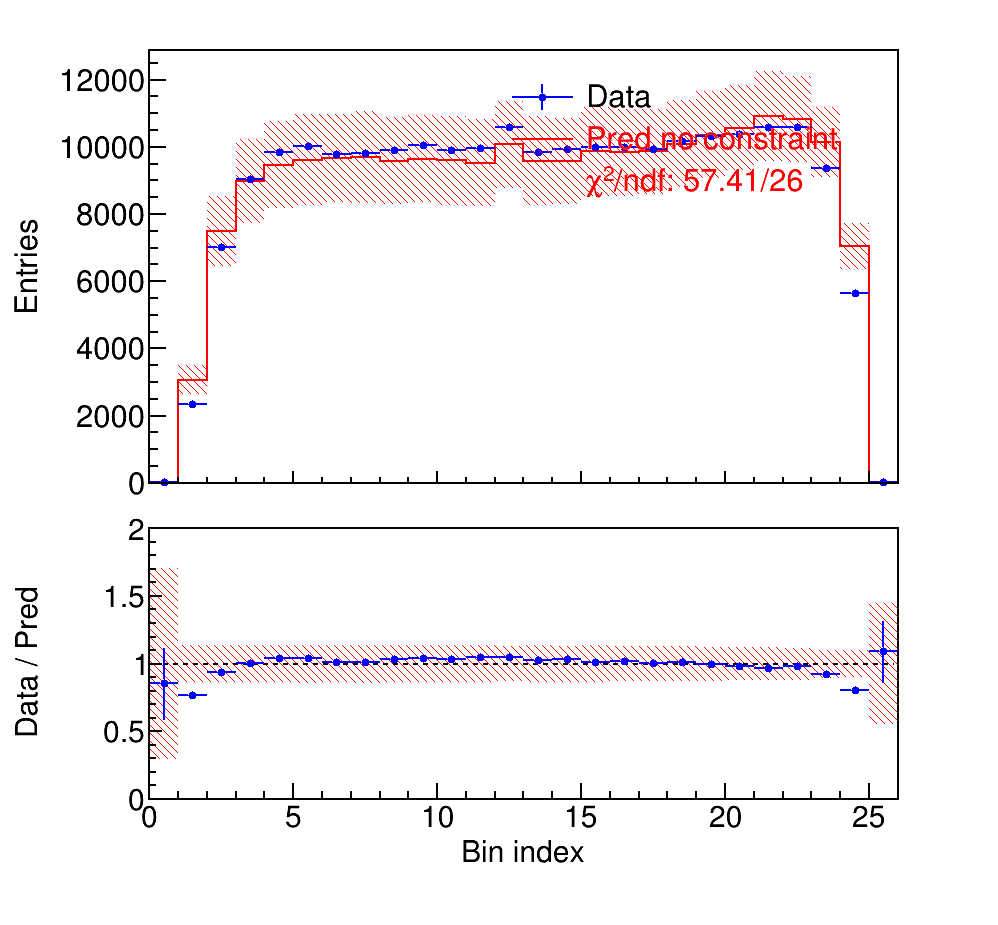 12000
10000
8000
6000
4000
2000
0
Entries
Data
Pred no constraint
χ²/ndf: 57.41/26
2
1.5
1
0.5
0
Data / Pred
0 5 10 15 20 25
Bin index